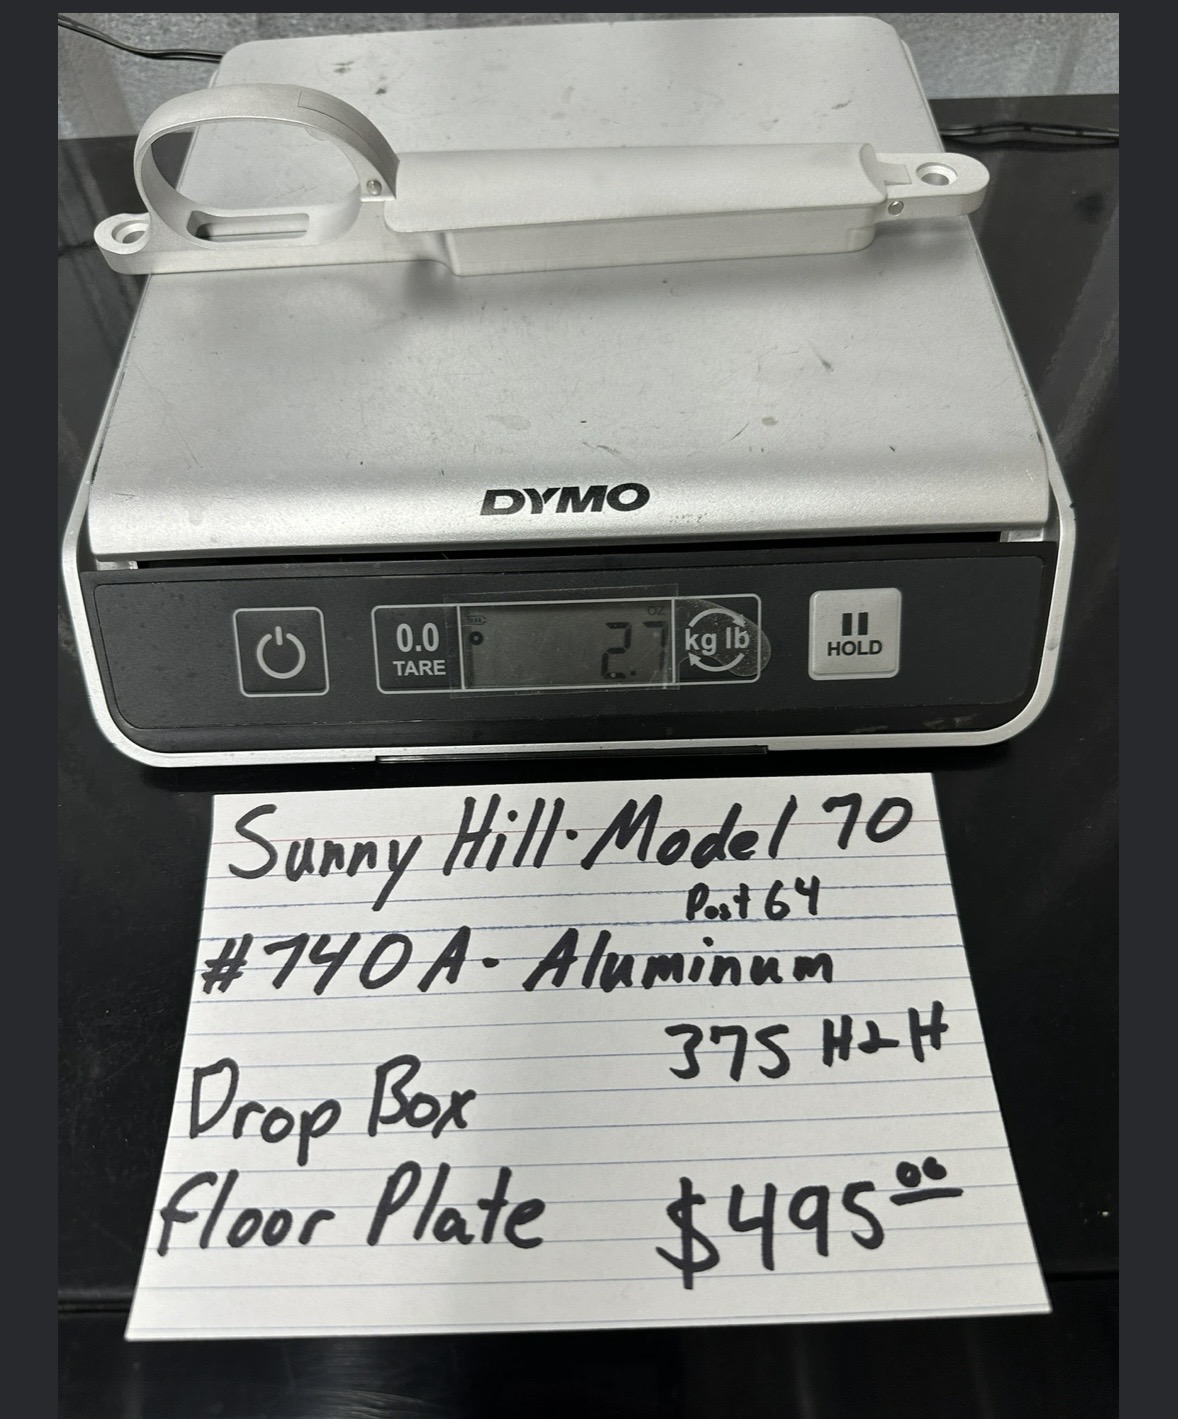 DYMO
0.0
TARE
oz
2.7
kg lb
HOLD
Sunny Hill · Model 70
Post 64
#740A - Aluminum
375 H&H
Drop Box
Floor Plate $495.00